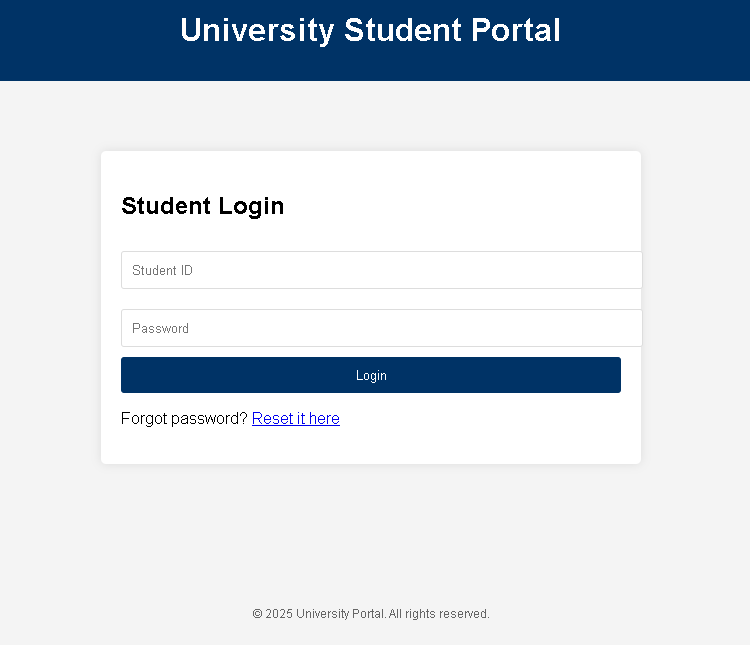 University Student Portal
Student Login
Student ID
Password
Login
Forgot password? Reset it here
© 2025 University Portal. All rights reserved.